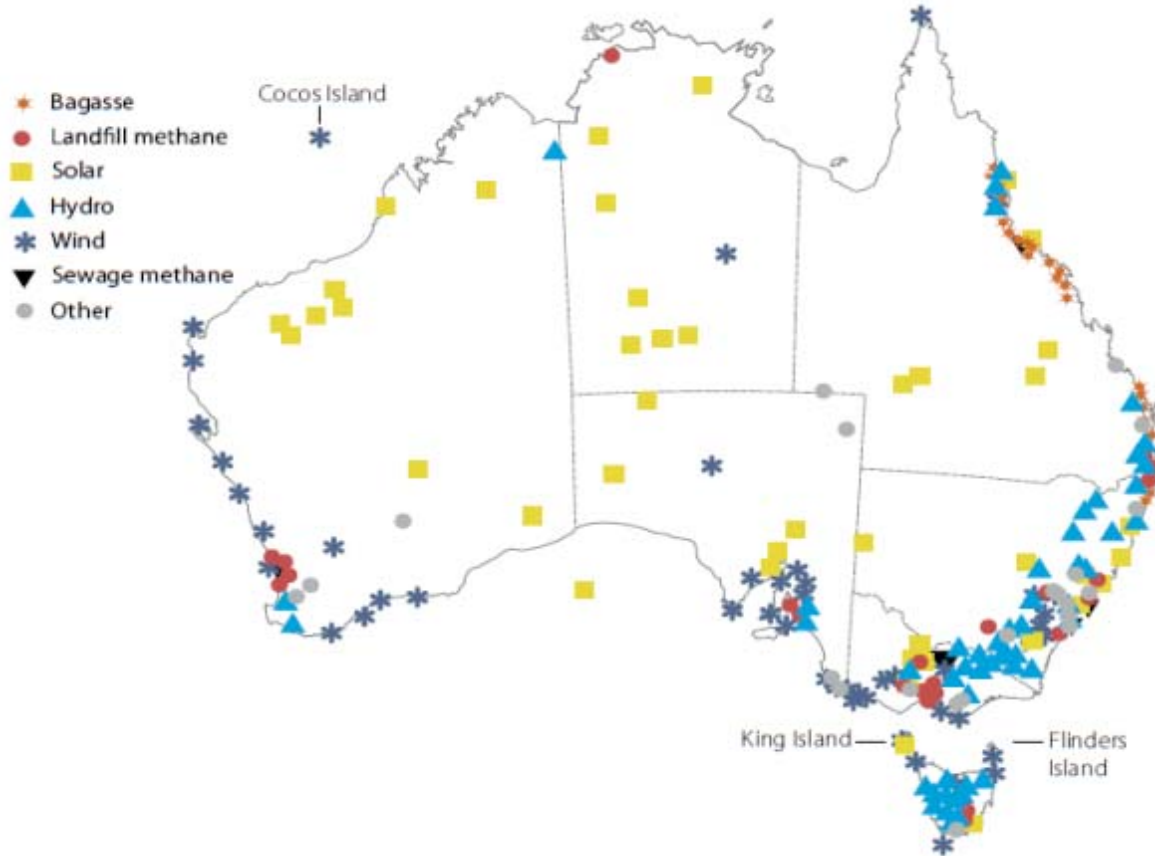 Cocos Island
Bagasse
Landfill methane
Solar
Hydro
Wind
Sewage methane
Other
King Island
Flinders
Island